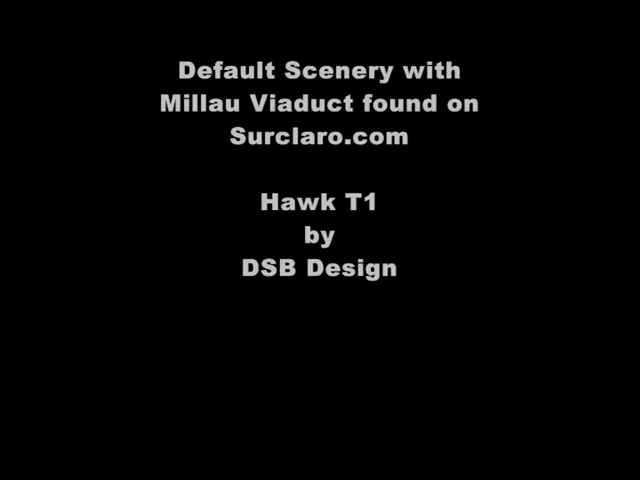 Default Scenery with
Millau Viaduct found on
Surclaro.com
Hawk T1
by
DSB Design